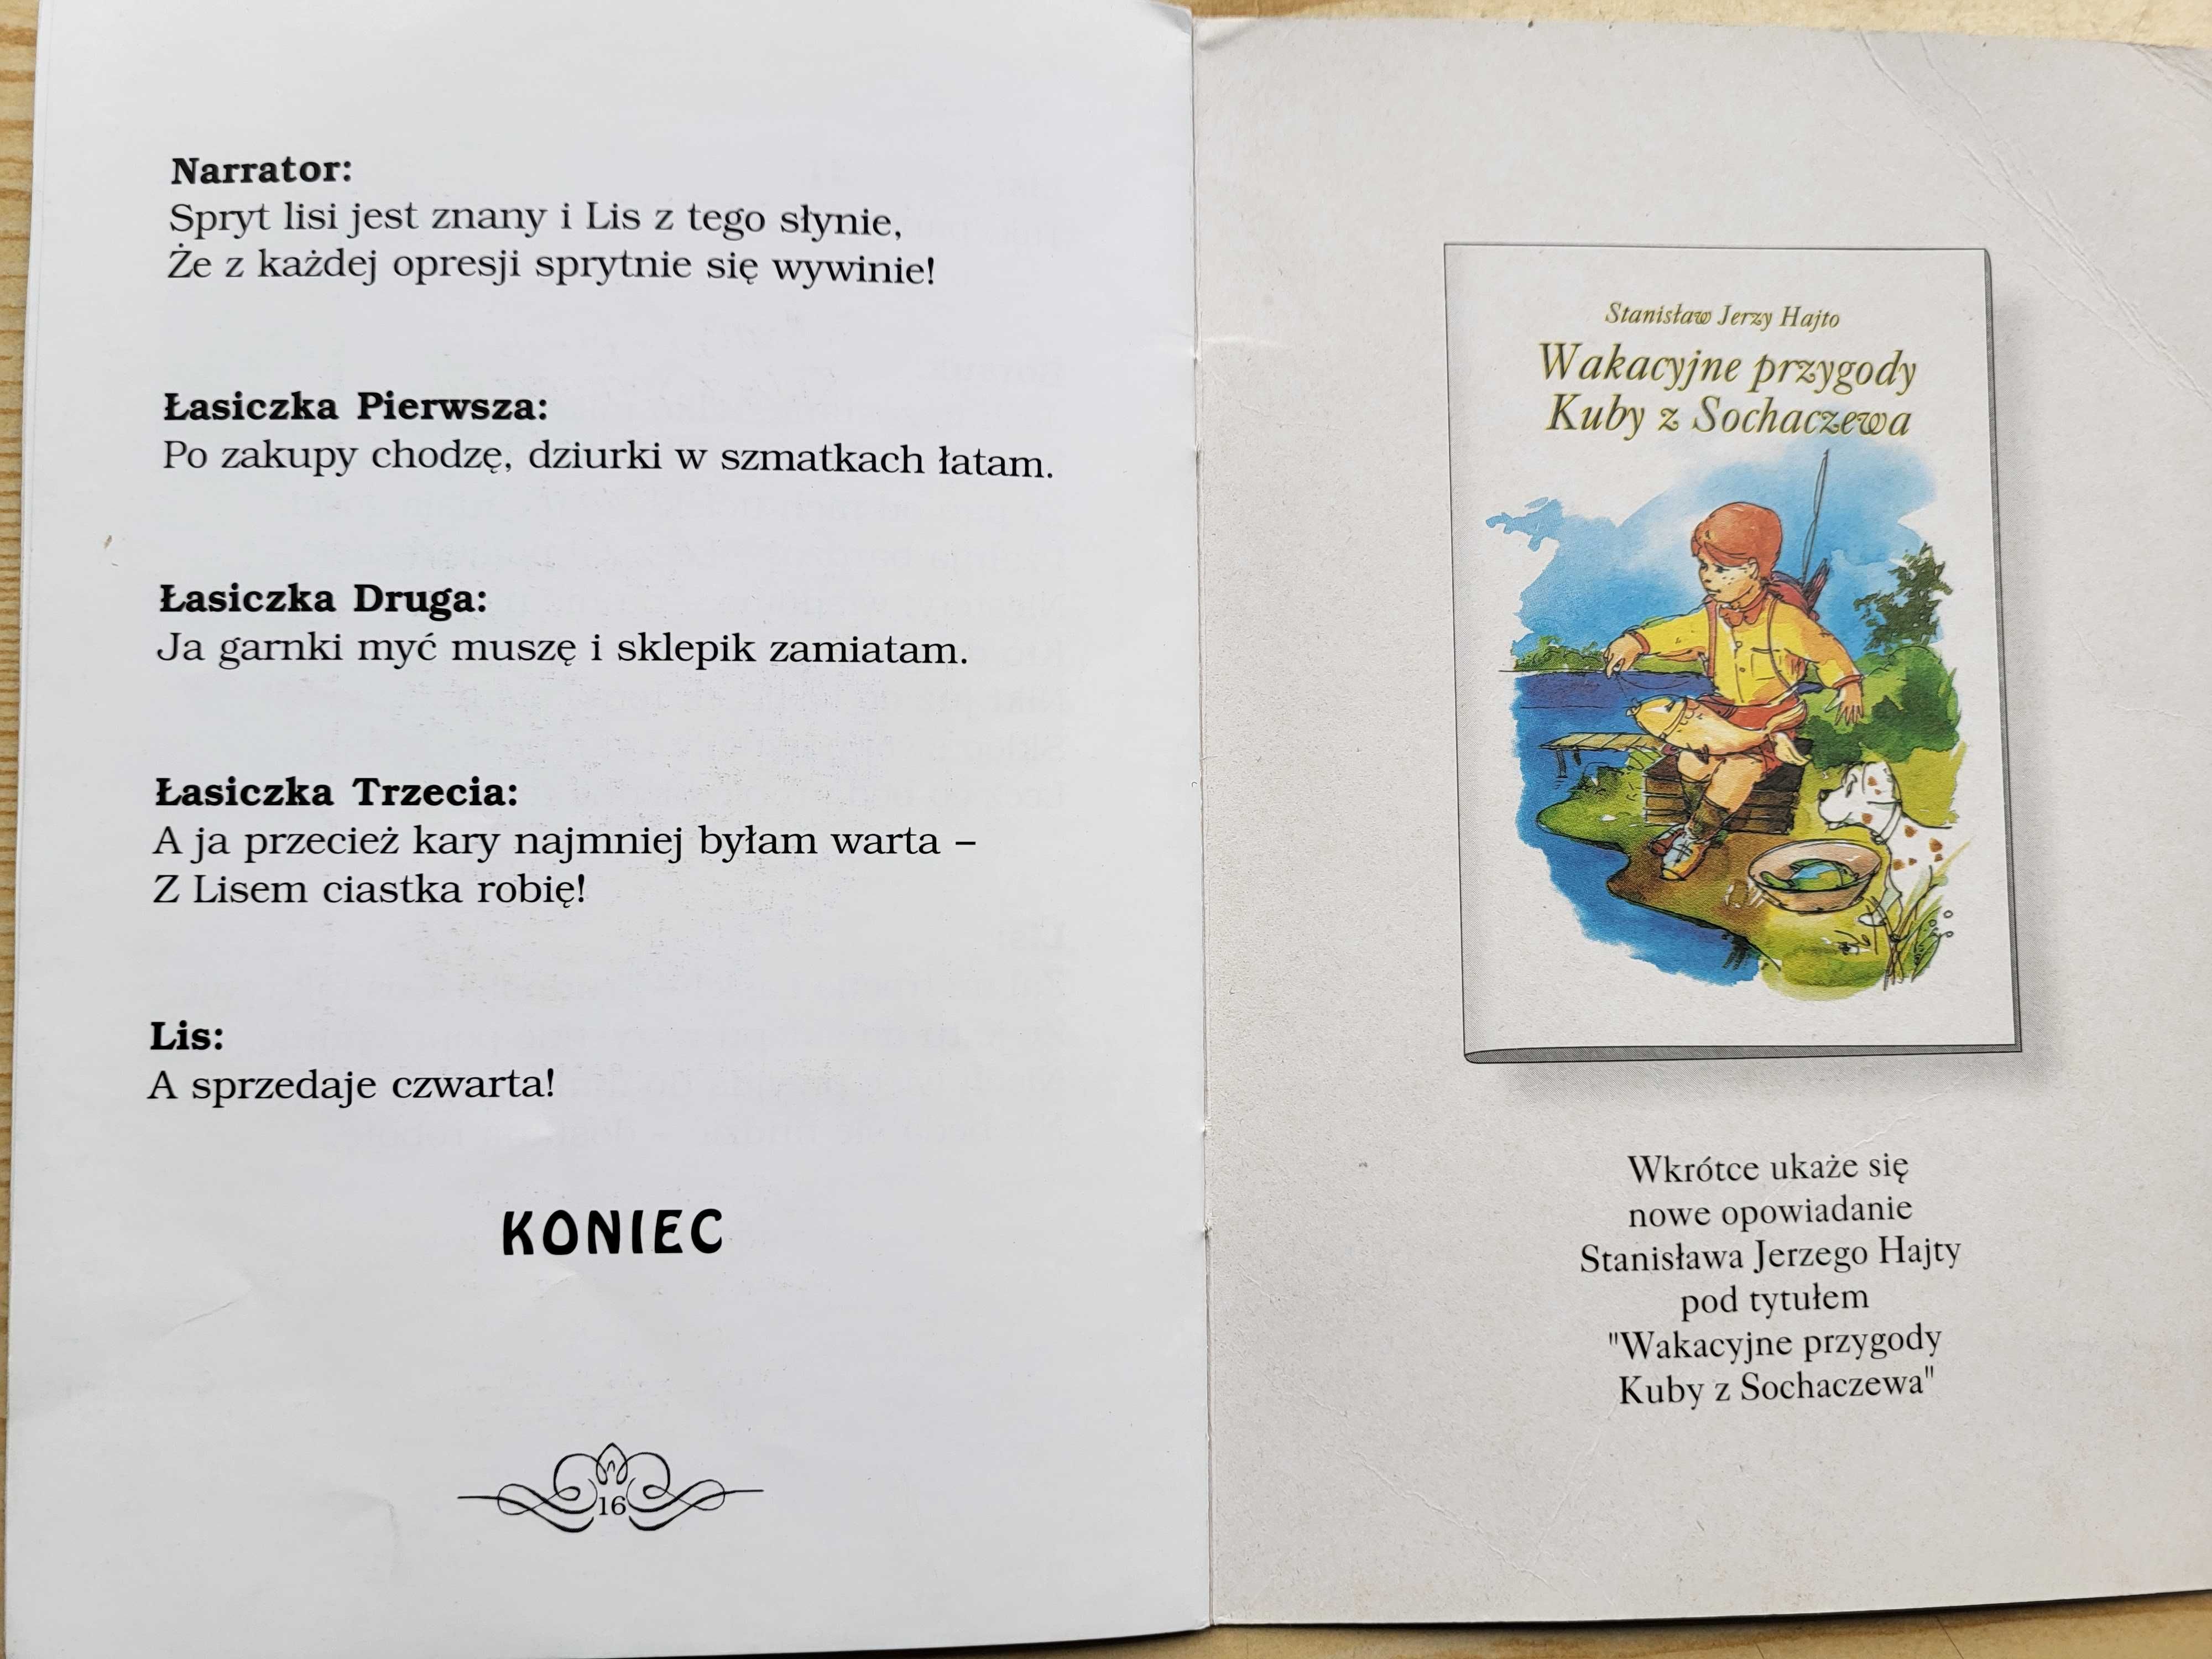 Narrator:
Spryt lisi jest znany i Lis z tego słynie,
Że z każdej opresji sprytnie się wywinie!
Łasiczka Pierwsza:
Po zakupy chodzę, dziurki w szmatkach łatam.
Łasiczka Druga:
Ja garnki myć muszę i sklepik zamiatam.
Łasiczka Trzecia:
A ja przecież kary najmniej byłam warta –
Z Lisem ciastka robię!
Lis:
A sprzedaje czwarta!
KONIEC
16
Stanisław Jerzy Hajto
Wakacyjne przygody
Kuby z Sochaczewa
Wkrótce ukaże się
nowe opowiadanie
Stanisława Jerzego Hajty
pod tytułem
"Wakacyjne przygody
Kuby z Sochaczewa"